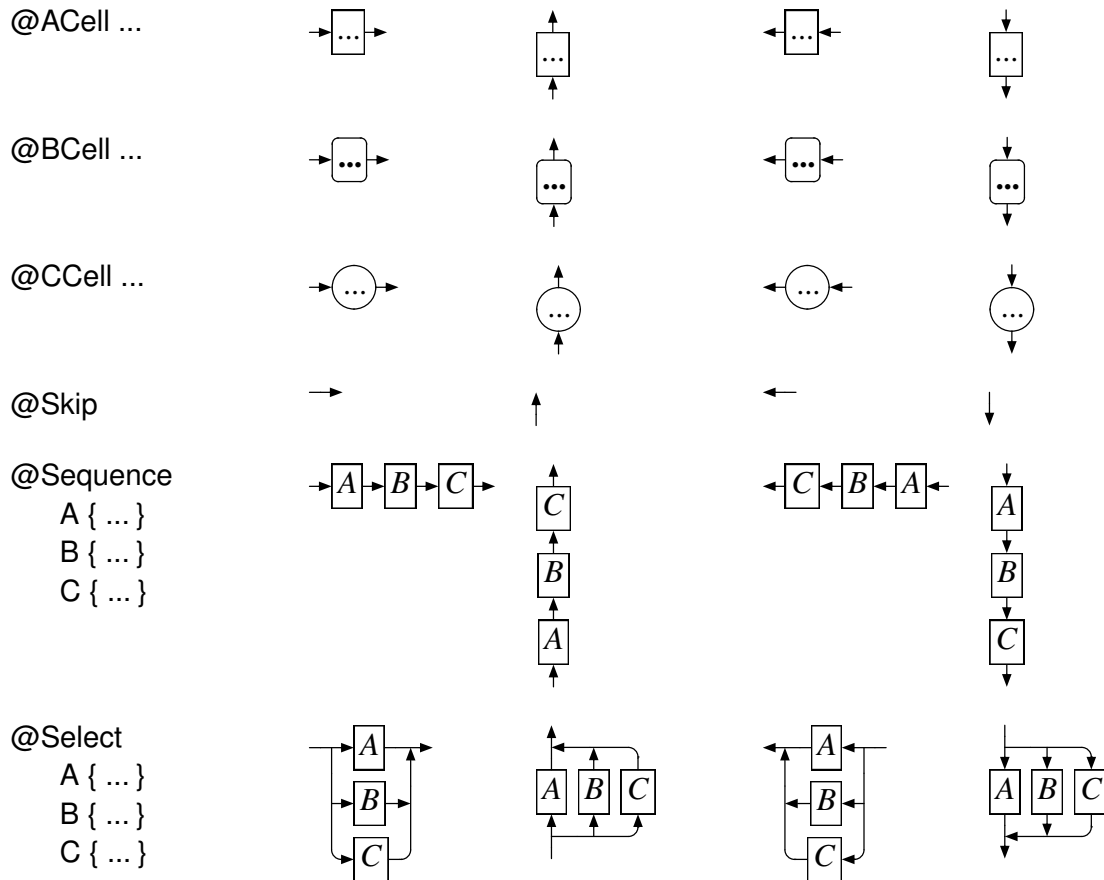 @ACell ... ... ... ... ...
@BCell ... ... ... ... ...
@CCell ... ... ... ... ...
@Skip
@Sequence A B C C B A
A { ... } C A
B { ... } B B
C { ... } C
A
@Select A A
A { ... } A B C A B C
B { ... } B B
C { ... } C C